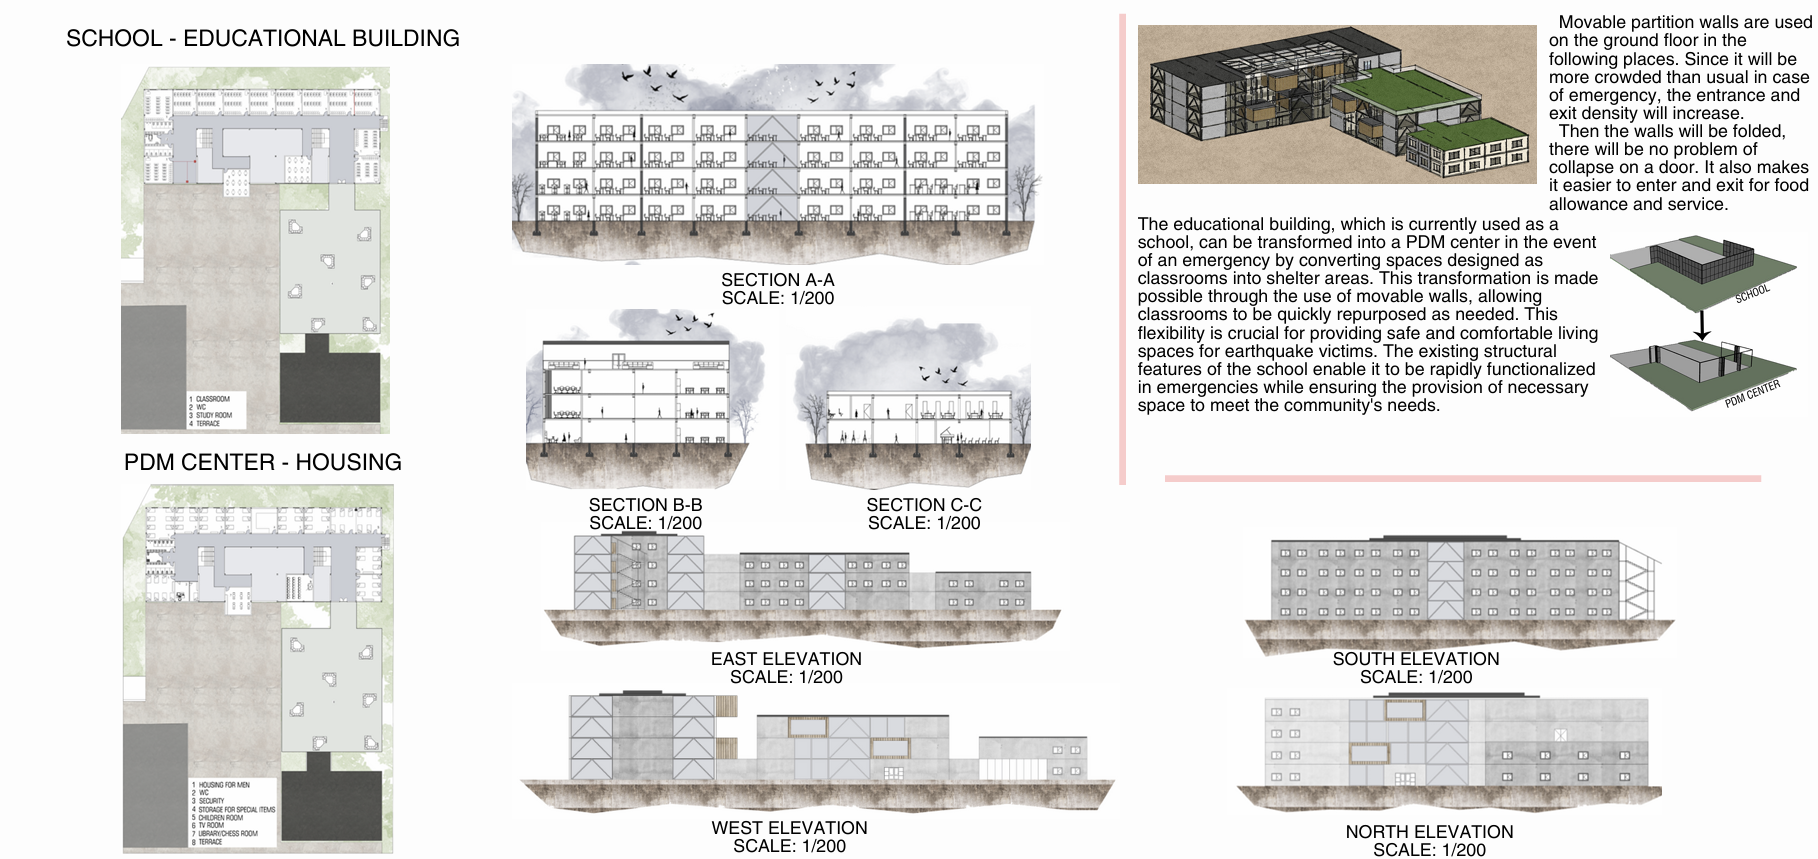 SCHOOL - EDUCATIONAL BUILDING
1 CLASSROOM
2 WC
3 STUDY ROOM
4 TERRACE
PDM CENTER - HOUSING
1 HOUSING FOR MEN
2 WC
3 SECURITY
4 STORAGE FOR SPECIAL ITEMS
5 CHILDREN ROOM
6 TV ROOM
7 LIBRARY/CHESS ROOM
8 TERRACE
SECTION A-A
SCALE: 1/200
SECTION B-B
SCALE: 1/200
SECTION C-C
SCALE: 1/200
EAST ELEVATION
SCALE: 1/200
WEST ELEVATION
SCALE: 1/200
Movable partition walls are used
on the ground floor in the
following places. Since it will be
more crowded than usual in case
of emergency, the entrance and
exit density will increase.
Then the walls will be folded,
there will be no problem of
collapse on a door. It also makes
it easier to enter and exit for food
allowance and service.
The educational building, which is currently used as a
school, can be transformed into a PDM center in the event
of an emergency by converting spaces designed as
classrooms into shelter areas. This transformation is made
possible through the use of movable walls, allowing
classrooms to be quickly repurposed as needed. This
flexibility is crucial for providing safe and comfortable living
spaces for earthquake victims. The existing structural
features of the school enable it to be rapidly functionalized
in emergencies while ensuring the provision of necessary
space to meet the community's needs.
SCHOOL
PDM CENTER
SOUTH ELEVATION
SCALE: 1/200
NORTH ELEVATION
SCALE: 1/200